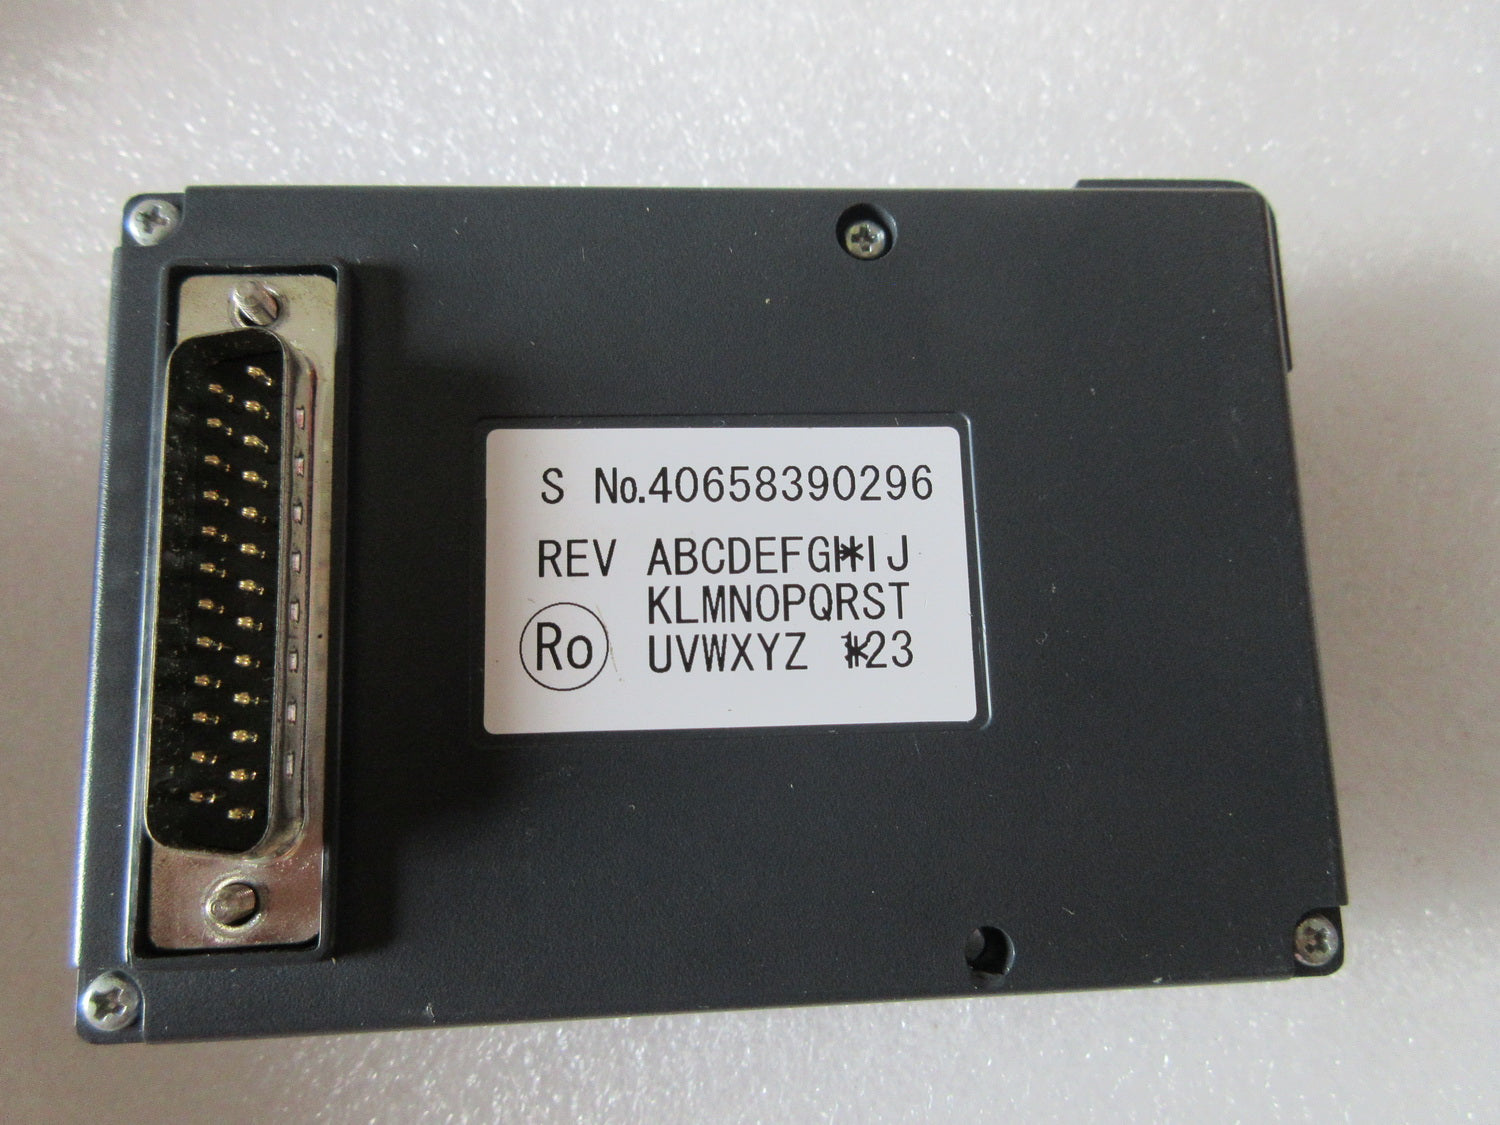 S No.40658390296
REV ABCDEFG*IJ
KLMNOPQRST
Ro UVWXYZ *23